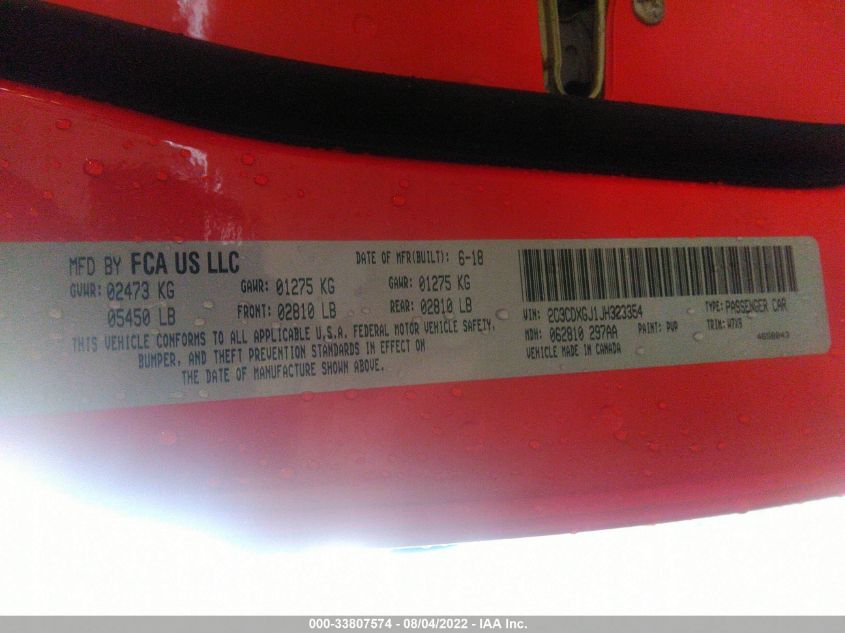 MFD BY FCA US LLC
DATE OF MFR(BUILT): 6-18
GVWR: 02473 KG
GAWR: 01275 KG
GAWR: 01275 KG
05450 LB
FRONT: 02810 LB
REAR: 02810 LB
THIS VEHICLE CONFORMS TO ALL APPLICABLE U.S.A. FEDERAL MOTOR VEHICLE SAFETY,
BUMPER, AND THEFT PREVENTION STANDARDS IN EFFECT ON
THE DATE OF MANUFACTURE SHOWN ABOVE.
VIN: 2C3CDXGJ1JH323354
TYPE: PASSENGER CAR
MDH: 062810 297AA
PAINT: PVP
TRIM: W7X9
VEHICLE MADE IN CANADA
000-33807574 - 08/04/2022 - IAA Inc.